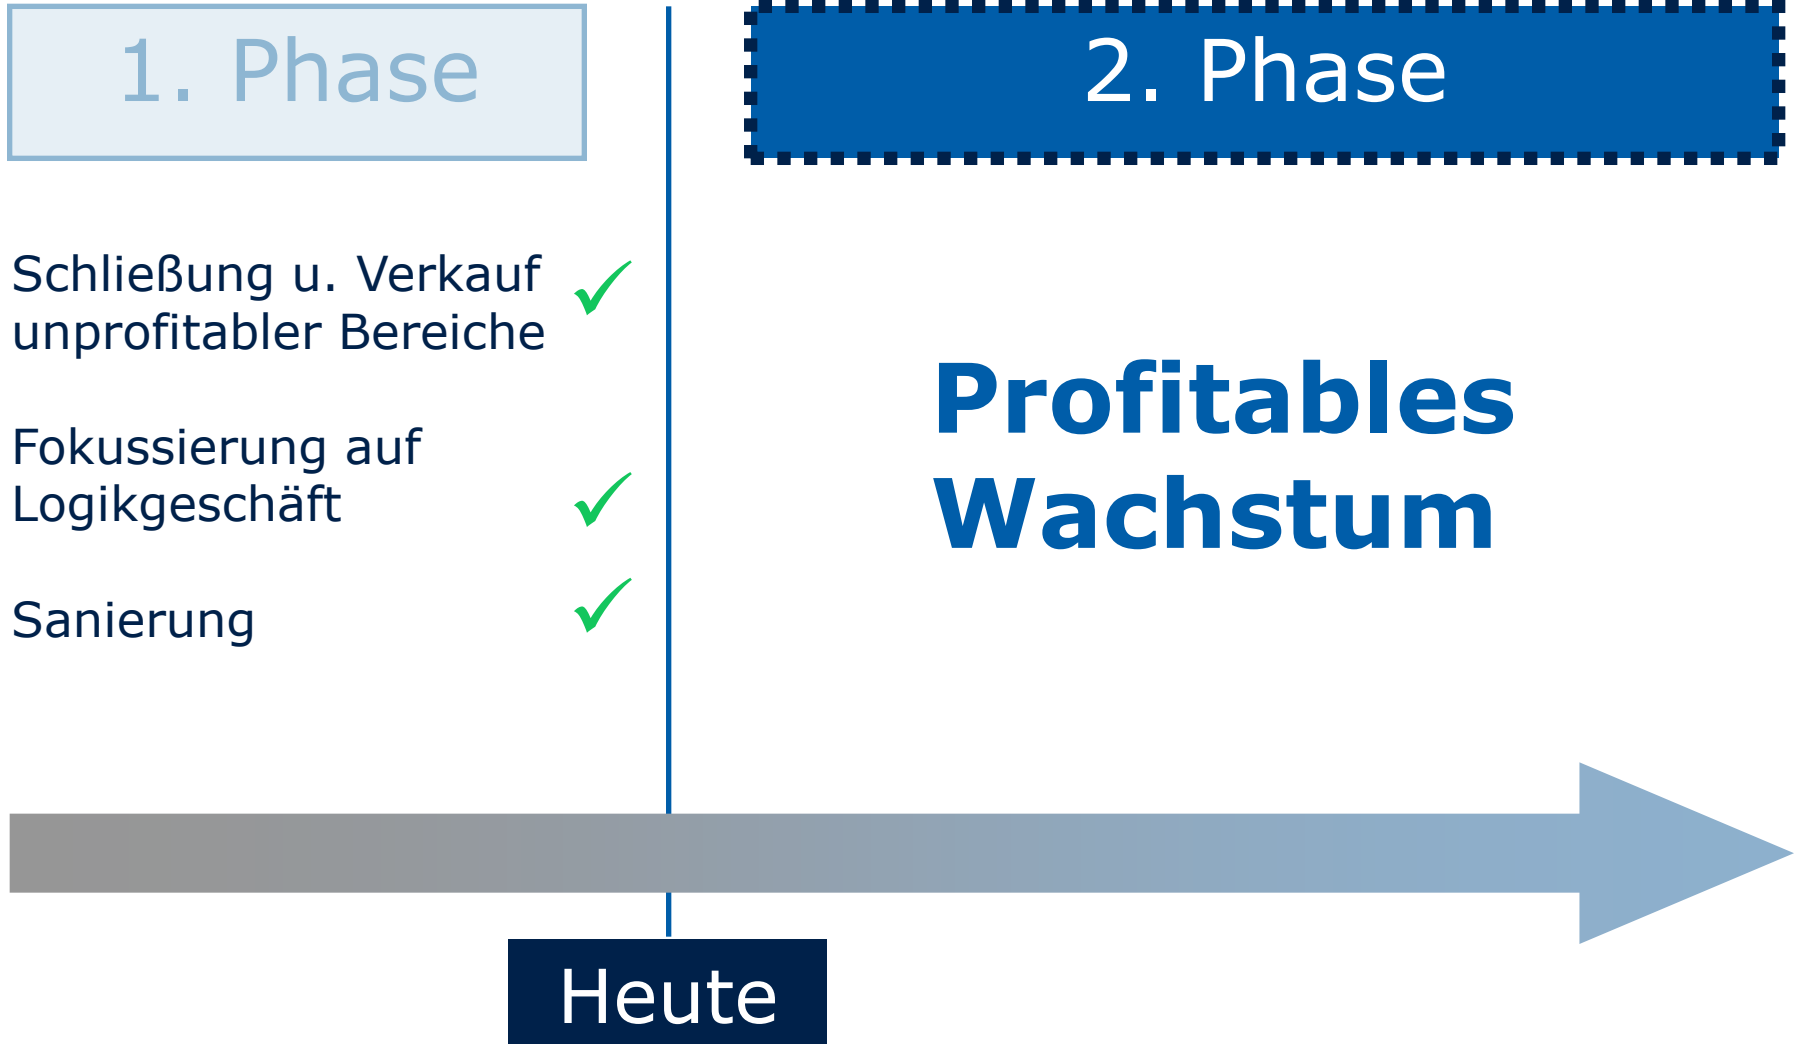 1. Phase
2. Phase
Schließung u. Verkauf
unprofitabler Bereiche
Fokussierung auf
Logikgeschäft
Sanierung
Profitables
Wachstum
Heute